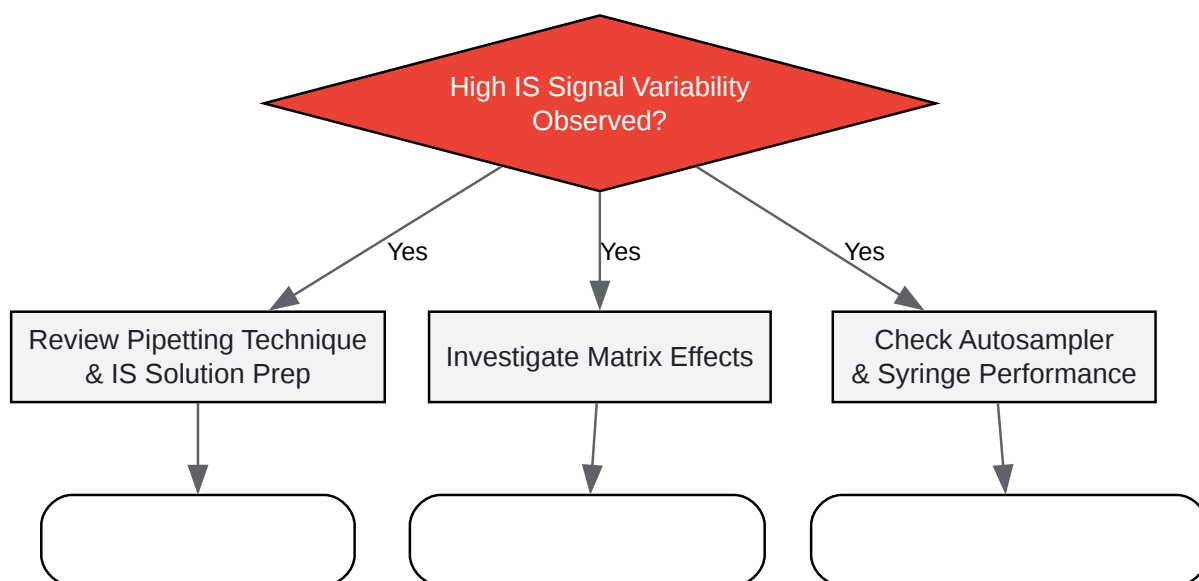 High IS Signal Variability
Observed?
Yes
Yes
Yes
Review Pipetting Technique
& IS Solution Prep
Investigate Matrix Effects
Check Autosampler
& Syringe Performance